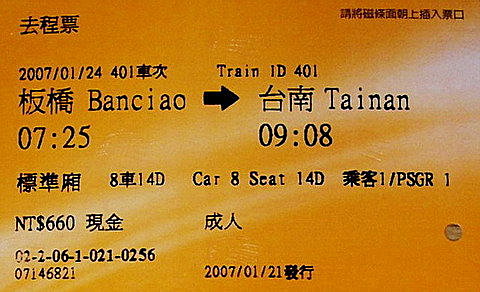 去程票
請將磁條面朝上插入票口
2007/01/24 401車次 Train ID 401
板橋 Banciao → 台南 Tainan
07:25 09:08
標準廂 8車14D Car 8 Seat 14D 乘客1/PSGR 1
NT$660 現金 成人
02-2-06-1-021-0256
07146821 2007/01/21發行